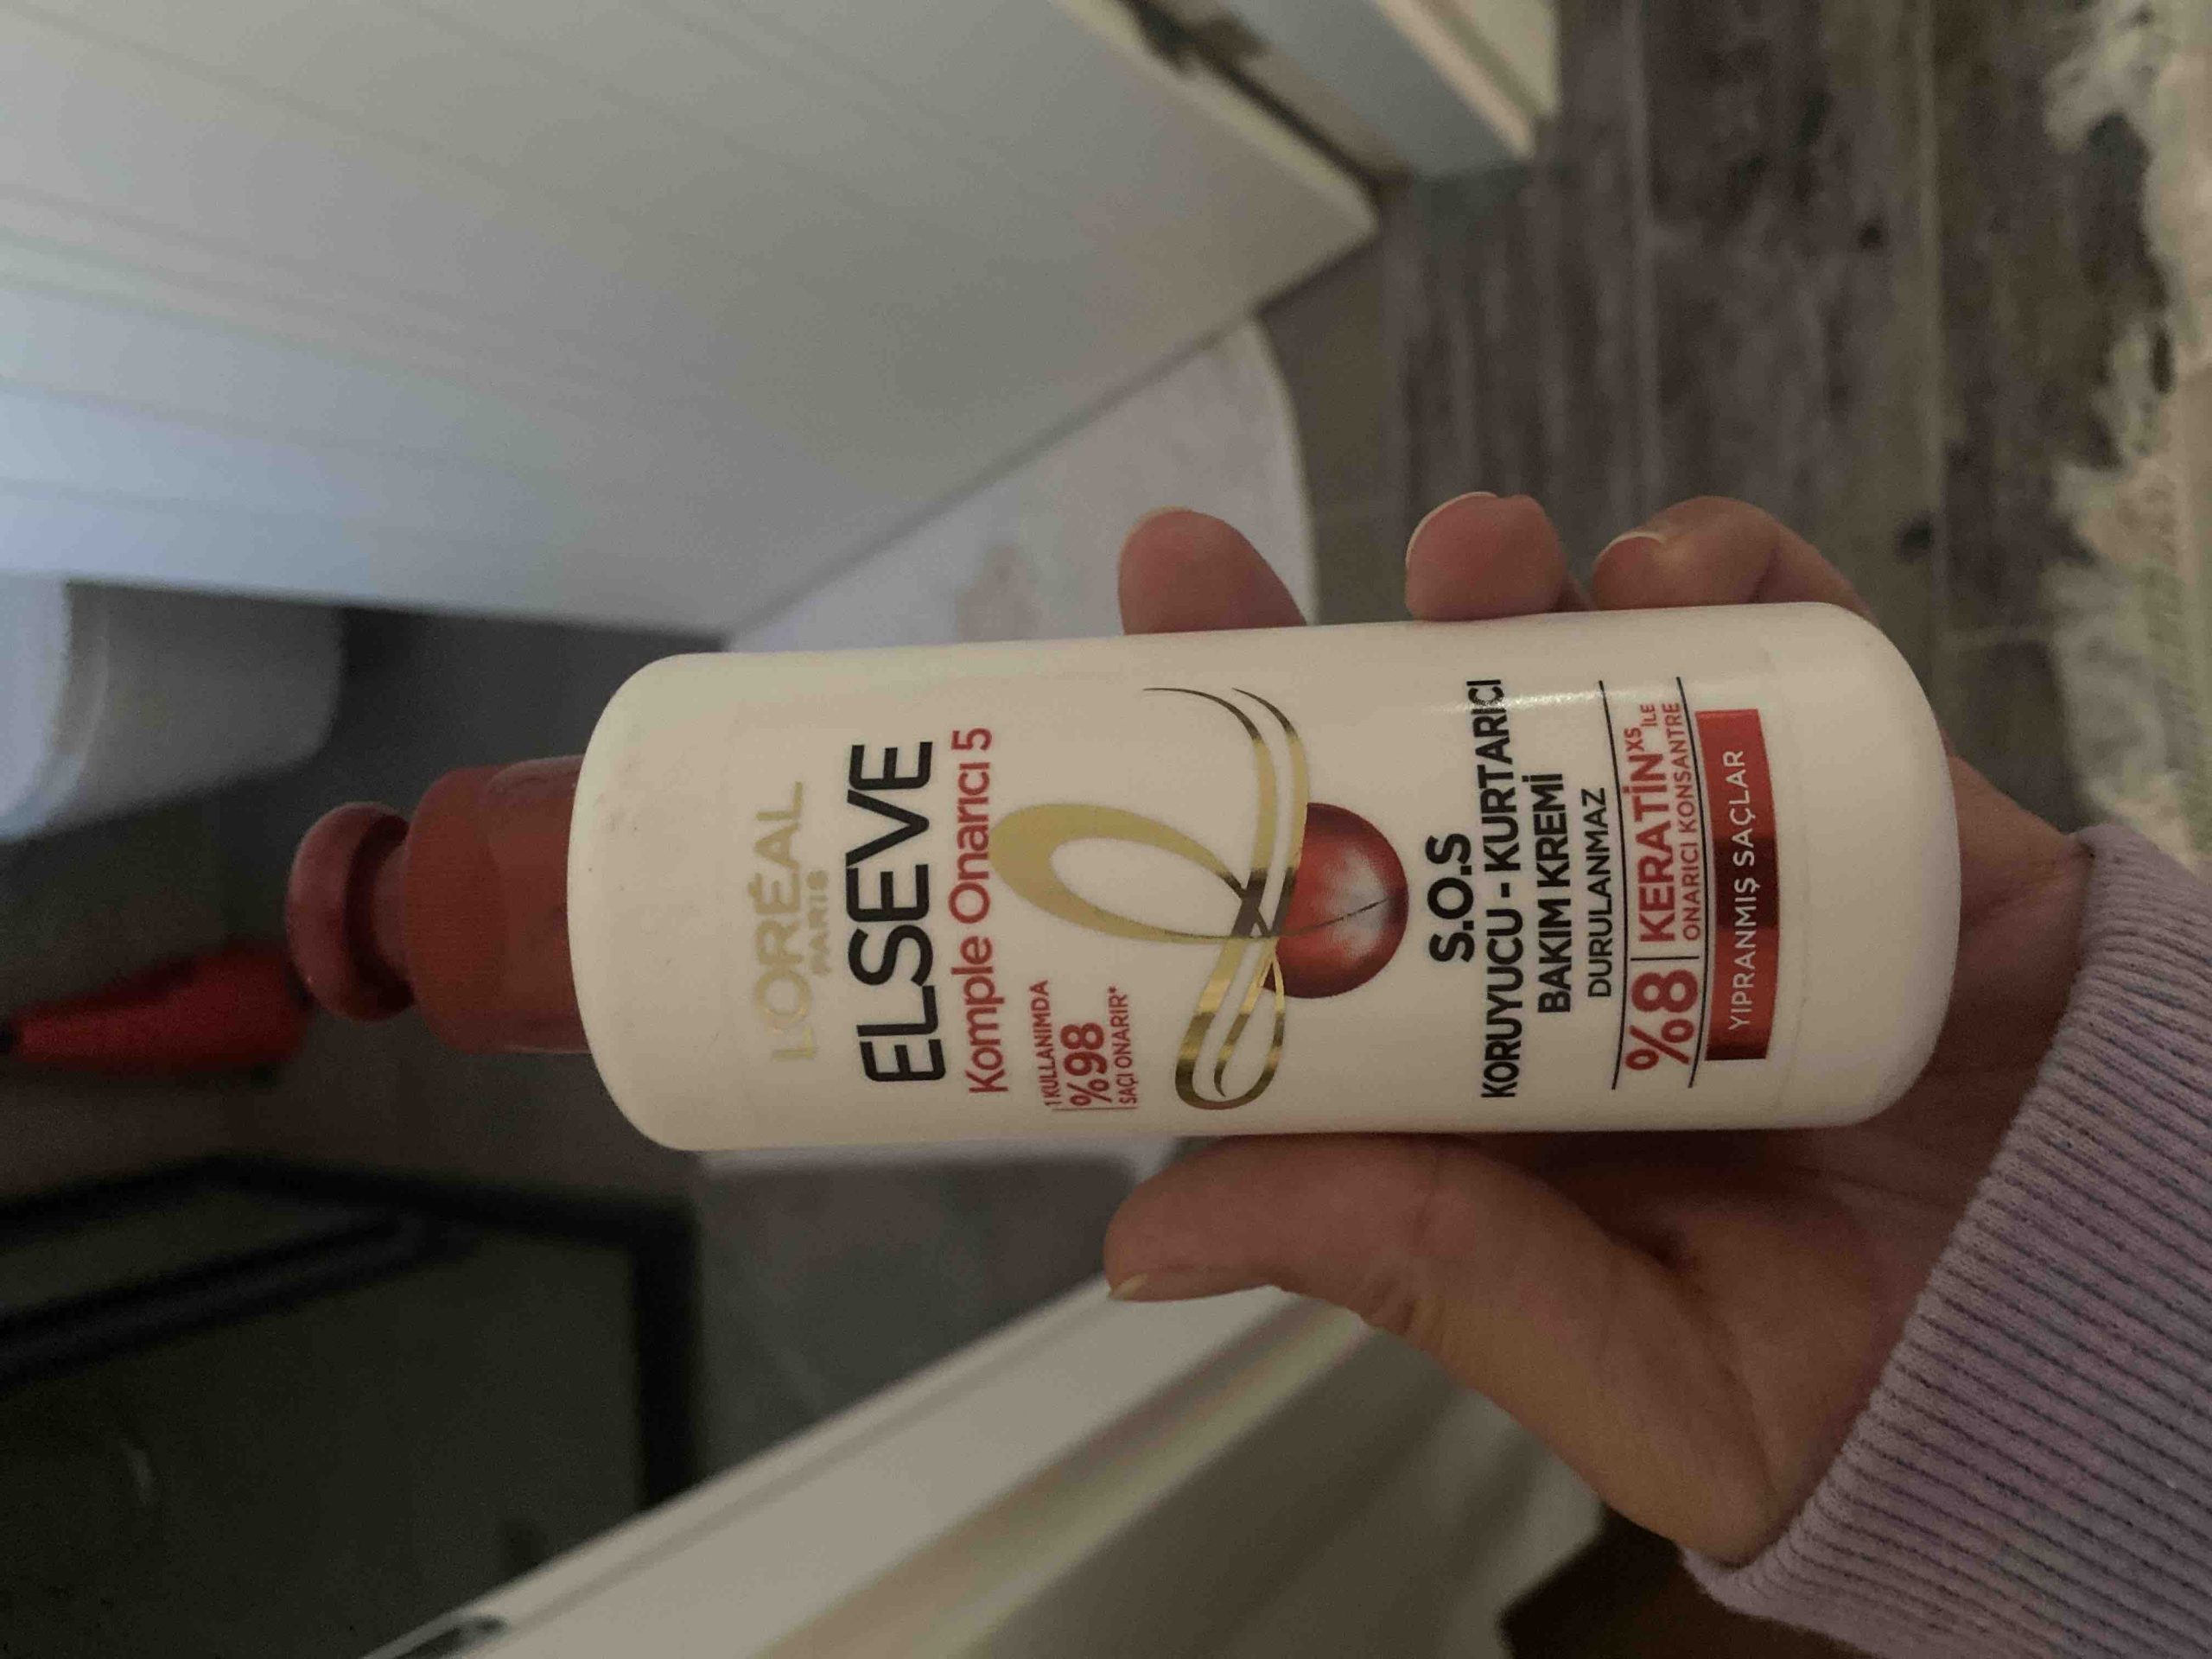 L'ORÉAL
PARIS
ELSEVE
Komple Onarıcı 5
1 KULLANIMDA
%98
SAÇI ONARIR*
S.O.S
KORUYUCU - KURTARICI
BAKIM KREMİ
DURULANMAZ
%8 KERATİN XS İLE
ONARICI KONSANTRE
YIPRANMIŞ SAÇLAR